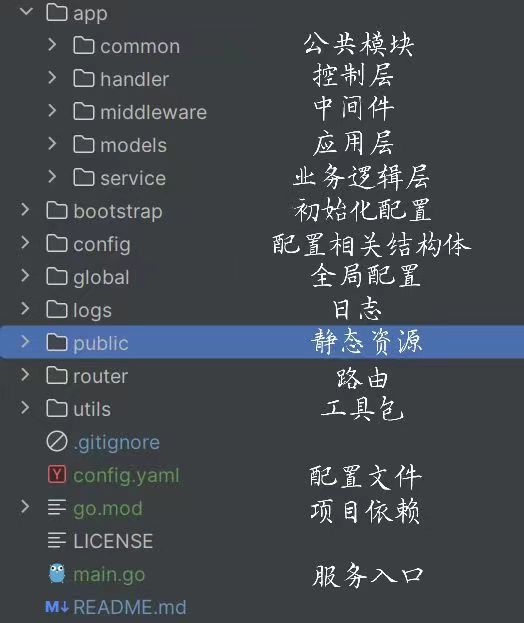 app
common 公共模块
handler 控制层
middleware 中间件
models 应用层
service 业务逻辑层
bootstrap 初始化配置
config 配置相关结构体
global 全局配置
logs 日志
public 静态资源
router 路由
utils 工具包
.gitignore
config.yaml 配置文件
go.mod 项目依赖
LICENSE
main.go 服务入口
README.md